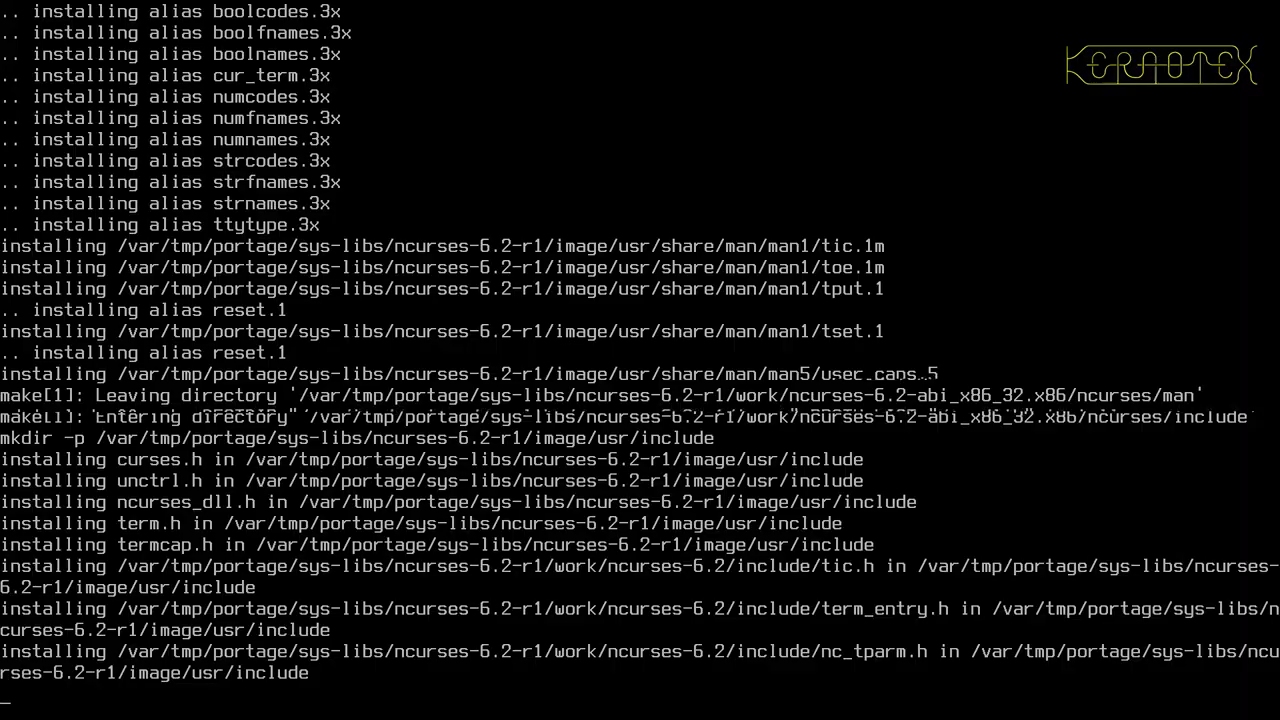 .. installing alias boolcodes.3x
.. installing alias boolfnames.3x
.. installing alias boolnames.3x
.. installing alias cur_term.3x
.. installing alias numcodes.3x
.. installing alias numfnames.3x
.. installing alias numnames.3x
.. installing alias strcodes.3x
.. installing alias strfnames.3x
.. installing alias strnames.3x
.. installing alias ttytype.3x
installing /var/tmp/portage/sys-libs/ncurses-6.2-r1/image/usr/share/man/man1/tic.1m
installing /var/tmp/portage/sys-libs/ncurses-6.2-r1/image/usr/share/man/man1/toe.1m
installing /var/tmp/portage/sys-libs/ncurses-6.2-r1/image/usr/share/man/man1/tput.1
.. installing alias reset.1
installing /var/tmp/portage/sys-libs/ncurses-6.2-r1/image/usr/share/man/man1/tset.1
.. installing alias reset.1
installing /var/tmp/portage/sys-libs/ncurses-6.2-r1/image/usr/share/man/man5/user_caps.5
make[1]: Leaving directory '/var/tmp/portage/sys-libs/ncurses-6.2-r1/work/ncurses-6.2-abi_x86_32.x86/ncurses/man'
make[1]: Entering directory '/var/tmp/portage/sys-libs/ncurses-6.2-r1/work/ncurses-6.2-abi_x86_32.x86/ncurses/include'
mkdir -p /var/tmp/portage/sys-libs/ncurses-6.2-r1/image/usr/include
installing curses.h in /var/tmp/portage/sys-libs/ncurses-6.2-r1/image/usr/include
installing unctrl.h in /var/tmp/portage/sys-libs/ncurses-6.2-r1/image/usr/include
installing ncurses_dll.h in /var/tmp/portage/sys-libs/ncurses-6.2-r1/image/usr/include
installing term.h in /var/tmp/portage/sys-libs/ncurses-6.2-r1/image/usr/include
installing termcap.h in /var/tmp/portage/sys-libs/ncurses-6.2-r1/image/usr/include
installing /var/tmp/portage/sys-libs/ncurses-6.2-r1/work/ncurses-6.2/include/tic.h in /var/tmp/portage/sys-libs/ncurses-
6.2-r1/image/usr/include
installing /var/tmp/portage/sys-libs/ncurses-6.2-r1/work/ncurses-6.2/include/term_entry.h in /var/tmp/portage/sys-libs/n
curses-6.2-r1/image/usr/include
installing /var/tmp/portage/sys-libs/ncurses-6.2-r1/work/ncurses-6.2/include/nc_tparm.h in /var/tmp/portage/sys-libs/ncu
rses-6.2-r1/image/usr/include
_